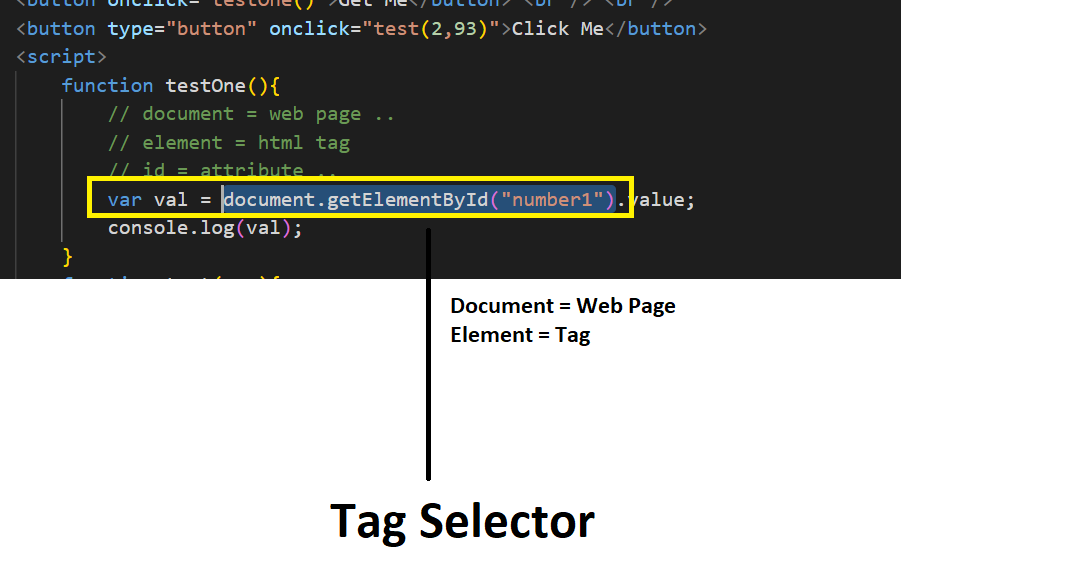 <button onclick="testOne()">Get Me</button> <br /> <br />
<button type="button" onclick="test(2,93)">Click Me</button>
<script>
function testOne(){
// document = web page ..
// element = html tag
// id = attribute ..
var val = document.getElementById("number1").value;
console.log(val);
}
Document = Web Page
Element = Tag
Tag Selector